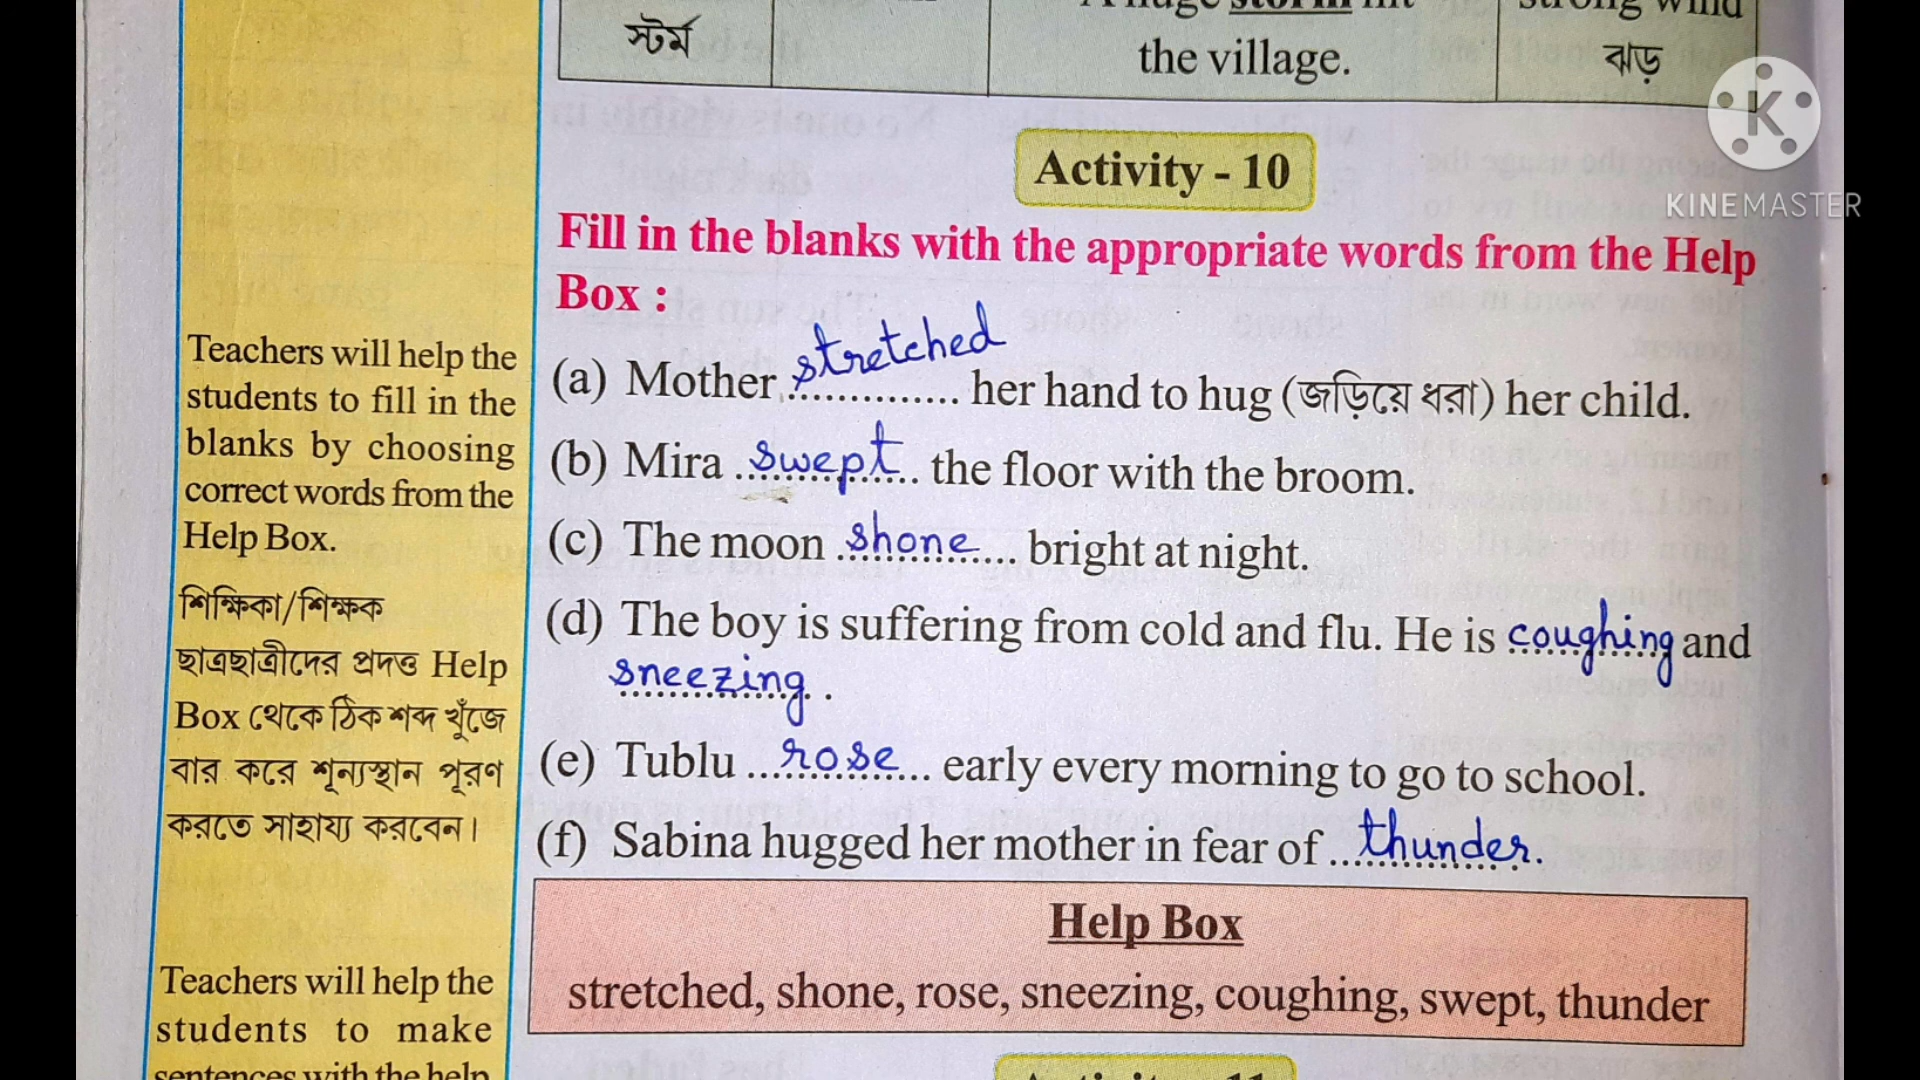 স্টর্ম
the village.
strong wind
ঝড়
K
KINEMASTER
Activity - 10
Fill in the blanks with the appropriate words from the Help
Box :
(a) Mother stretched her hand to hug (জড়িয়ে ধরা) her child.
(b) Mira swept the floor with the broom.
(c) The moon shone bright at night.
(d) The boy is suffering from cold and flu. He is coughing and
sneezing.
(e) Tublu rose early every morning to go to school.
(f) Sabina hugged her mother in fear of thunder.
Help Box
stretched, shone, rose, sneezing, coughing, swept, thunder
Teachers will help the
students to fill in the
blanks by choosing
correct words from the
Help Box.
শিক্ষিকা/শিক্ষক
ছাত্রছাত্রীদের প্রদত্ত Help
Box থেকে ঠিক শব্দ খুঁজে
বার করে শূন্যস্থান পূরণ
করতে সাহায্য করবেন।
Teachers will help the
students to make
sentences with the help